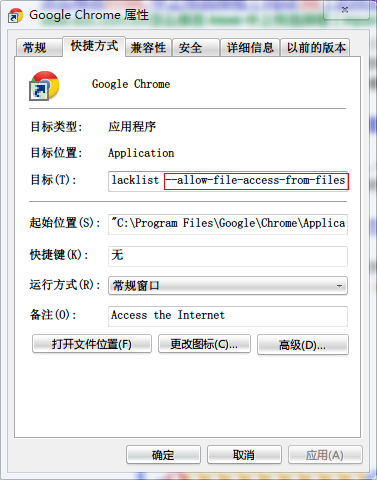 Google Chrome 属性
常规 快捷方式 兼容性 安全 详细信息 以前的版本
Google Chrome
目标类型: 应用程序
目标位置: Application
目标(T): lacklist --allow-file-access-from-files
起始位置(S): "C:\Program Files\Google\Chrome\Applica
快捷键(K): 无
运行方式(R): 常规窗口
备注(O): Access the Internet
打开文件位置(F) 更改图标(C)... 高级(D)...
确定 取消 应用(A)